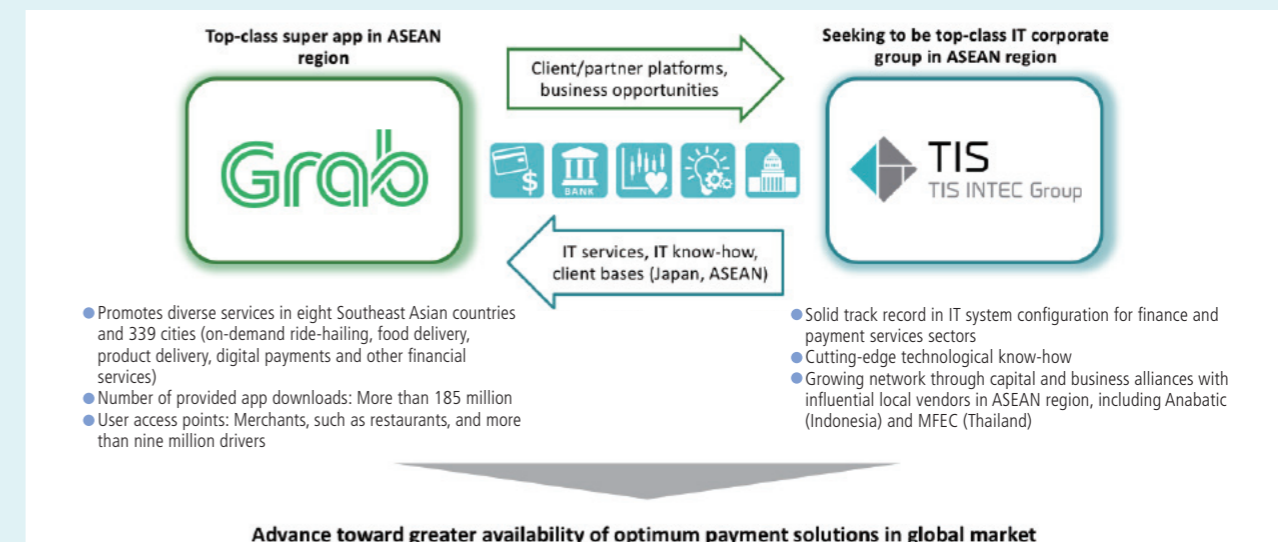 Top-class super app in ASEAN
region
Grab
Client/partner platforms,
business opportunities
$
BANK
IT services, IT know-how,
client bases (Japan, ASEAN)
Seeking to be top-class IT corporate
group in ASEAN region
TIS
TIS INTEC Group
● Promotes diverse services in eight Southeast Asian countries
and 339 cities (on-demand ride-hailing, food delivery,
product delivery, digital payments and other financial
services)
● Number of provided app downloads: More than 185 million
● User access points: Merchants, such as restaurants, and more
than nine million drivers
● Solid track record in IT system configuration for finance and
payment services sectors
● Cutting-edge technological know-how
● Growing network through capital and business alliances with
influential local vendors in ASEAN region, including Anabatic
(Indonesia) and MFEC (Thailand)
Advance toward greater availability of optimum payment solutions in global market